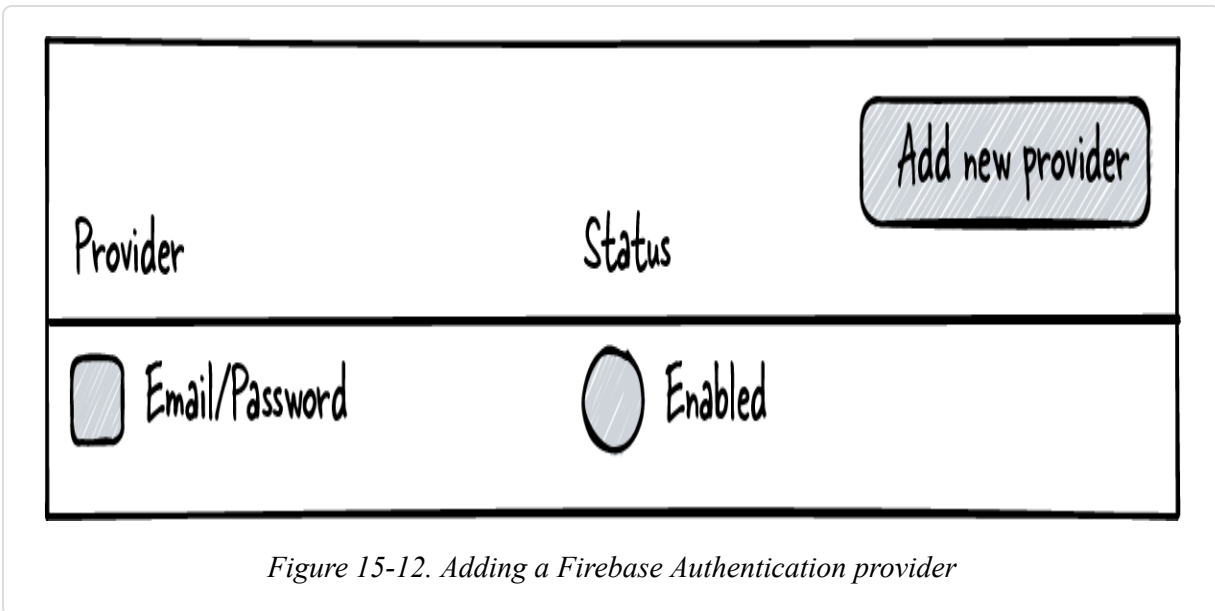 Add new provider
Provider Status
Email/Password Enabled
Figure 15-12. Adding a Firebase Authentication provider